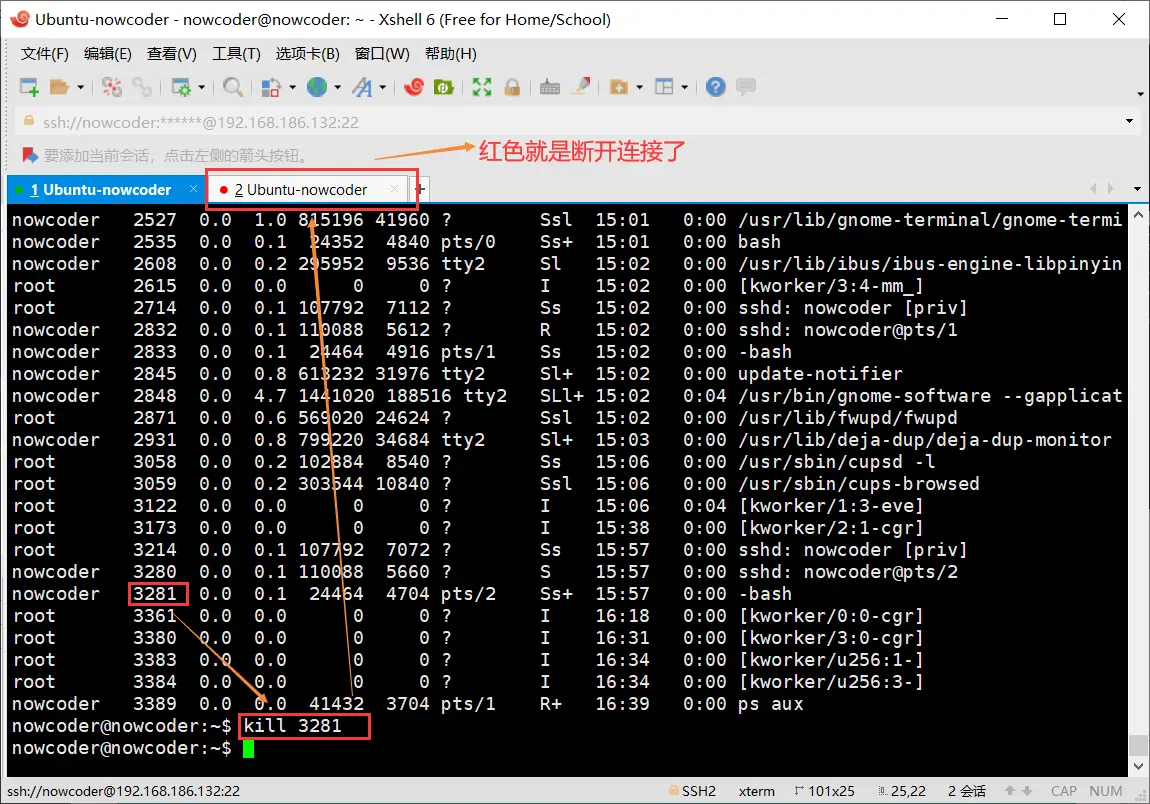 Ubuntu-nowcoder - nowcoder@nowcoder: ~ - Xshell 6 (Free for Home/School)
文件(F) 编辑(E) 查看(V) 工具(T) 选项卡(B) 窗口(W) 帮助(H)
ssh://nowcoder:******@192.168.186.132:22
要添加当前会话，点击左侧的箭头按钮。
红色就是断开连接了
1 Ubuntu-nowcoder × 2 Ubuntu-nowcoder × +
nowcoder 2527 0.0 1.0 815196 41960 ? Ssl 15:01 0:00 /usr/lib/gnome-terminal/gnome-termi
nowcoder 2535 0.0 0.1 24352 4840 pts/0 Ss+ 15:01 0:00 bash
nowcoder 2608 0.0 0.2 295952 9536 tty2 Sl 15:02 0:00 /usr/lib/ibus/ibus-engine-libpinyin
root 2615 0.0 0.0 0 0 ? I 15:02 0:00 [kworker/3:4-mm_]
root 2714 0.0 0.1 107792 7112 ? Ss 15:02 0:00 sshd: nowcoder [priv]
nowcoder 2832 0.0 0.1 110088 5612 ? R 15:02 0:00 sshd: nowcoder@pts/1
nowcoder 2833 0.0 0.1 24464 4916 pts/1 Ss 15:02 0:00 -bash
nowcoder 2845 0.0 0.8 613232 31976 tty2 Sl+ 15:02 0:00 update-notifier
nowcoder 2848 0.0 4.7 1441020 188516 tty2 SLl+ 15:02 0:04 /usr/bin/gnome-software --gapplicat
root 2871 0.0 0.6 569020 24624 ? Ssl 15:02 0:00 /usr/lib/fwupd/fwupd
nowcoder 2931 0.0 0.8 799220 34684 tty2 Sl+ 15:03 0:00 /usr/lib/deja-dup/deja-dup-monitor
root 3058 0.0 0.2 102884 8540 ? Ss 15:06 0:00 /usr/sbin/cupsd -l
root 3059 0.0 0.2 303544 10840 ? Ssl 15:06 0:00 /usr/sbin/cups-browsed
root 3122 0.0 0.0 0 0 ? I 15:06 0:04 [kworker/1:3-eve]
root 3173 0.0 0.0 0 0 ? I 15:38 0:00 [kworker/2:1-cgr]
root 3214 0.0 0.1 107792 7072 ? Ss 15:57 0:00 sshd: nowcoder [priv]
nowcoder 3280 0.0 0.1 110088 5660 ? S 15:57 0:00 sshd: nowcoder@pts/2
nowcoder 3281 0.0 0.1 24464 4704 pts/2 Ss+ 15:57 0:00 -bash
root 3361 0.0 0.0 0 0 ? I 16:18 0:00 [kworker/0:0-cgr]
root 3380 0.0 0.0 0 0 ? I 16:31 0:00 [kworker/3:0-cgr]
root 3383 0.0 0.0 0 0 ? I 16:34 0:00 [kworker/u256:1-]
root 3384 0.0 0.0 0 0 ? I 16:34 0:00 [kworker/u256:3-]
nowcoder 3389 0.0 0.0 41432 3704 pts/1 R+ 16:39 0:00 ps aux
nowcoder@nowcoder:~$ kill 3281
nowcoder@nowcoder:~$
ssh://nowcoder@192.168.186.132:22 SSH2 xterm 101x25 25,22 2 会话 CAP NUM